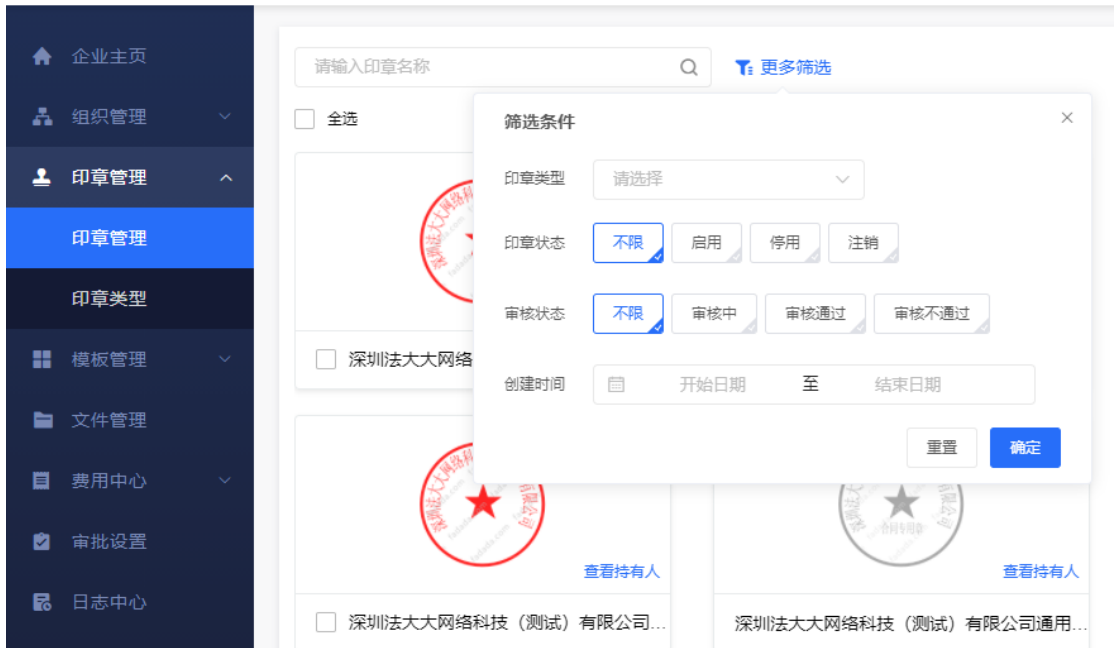 企业主页
组织管理
印章管理
印章管理
印章类型
模板管理
文件管理
费用中心
审批设置
日志中心
请输入印章名称
更多筛选
全选
筛选条件
印章类型 请选择
印章状态 不限 启用 停用 注销
审核状态 不限 审核中 审核通过 审核不通过
创建时间 开始日期 至 结束日期
重置 确定
深圳法大大网络
查看持有人
深圳法大大网络科技（测试）有限公司...
合同专用章
查看持有人
深圳法大大网络科技（测试）有限公司通用...